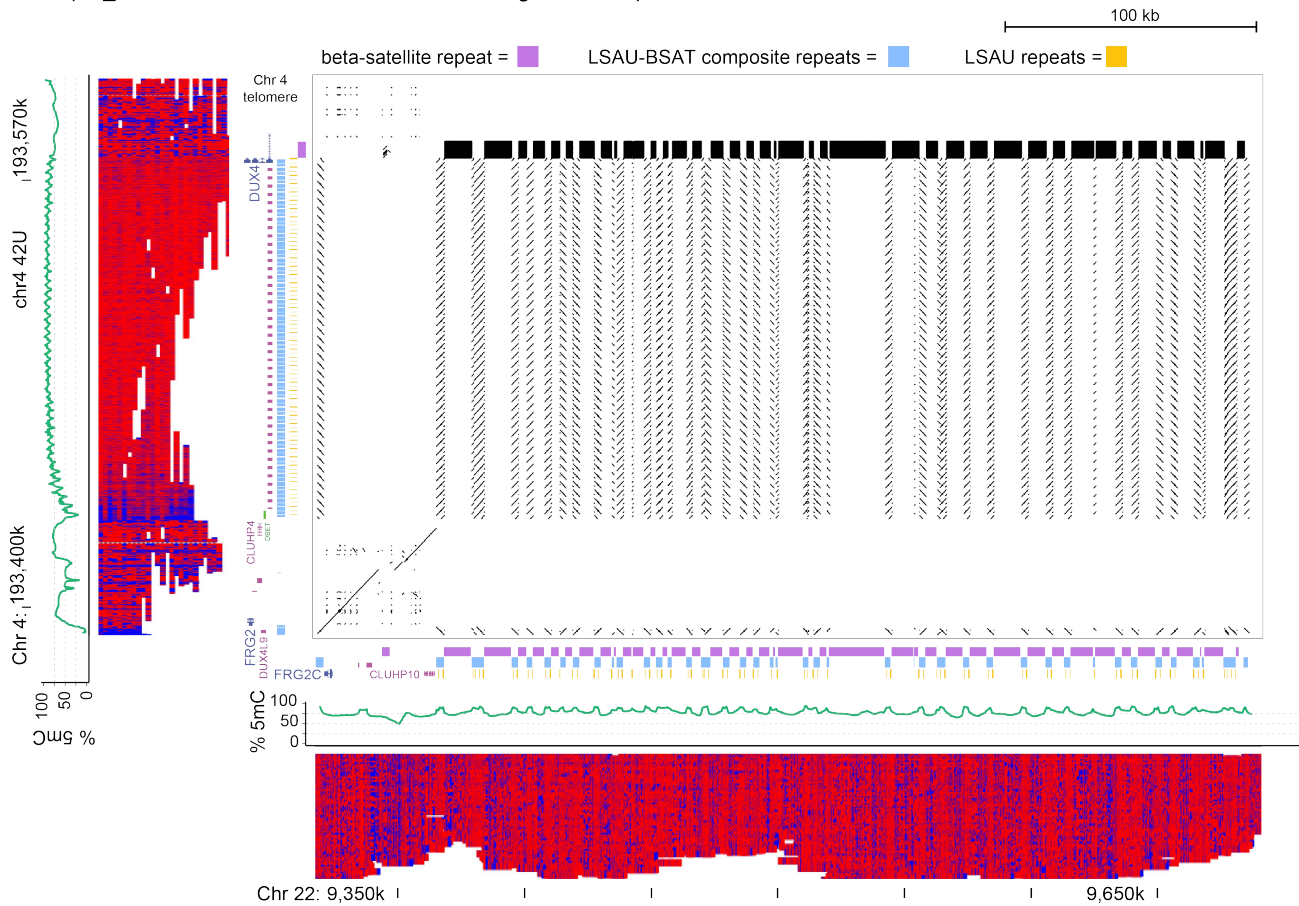 100 kb
beta-satellite repeat =
LSAU-BSAT composite repeats =
LSAU repeats =
Chr 4
telomere
193,570k
chr4 42U
Chr 4: 193,400k
DUX4
CLUHP4
DBET
FRG2
DUX4L9
FRG2C
CLUHP10
100
50
0
% 5mC
100
50
0
% 5mC
Chr 22: 9,350k
9,650k